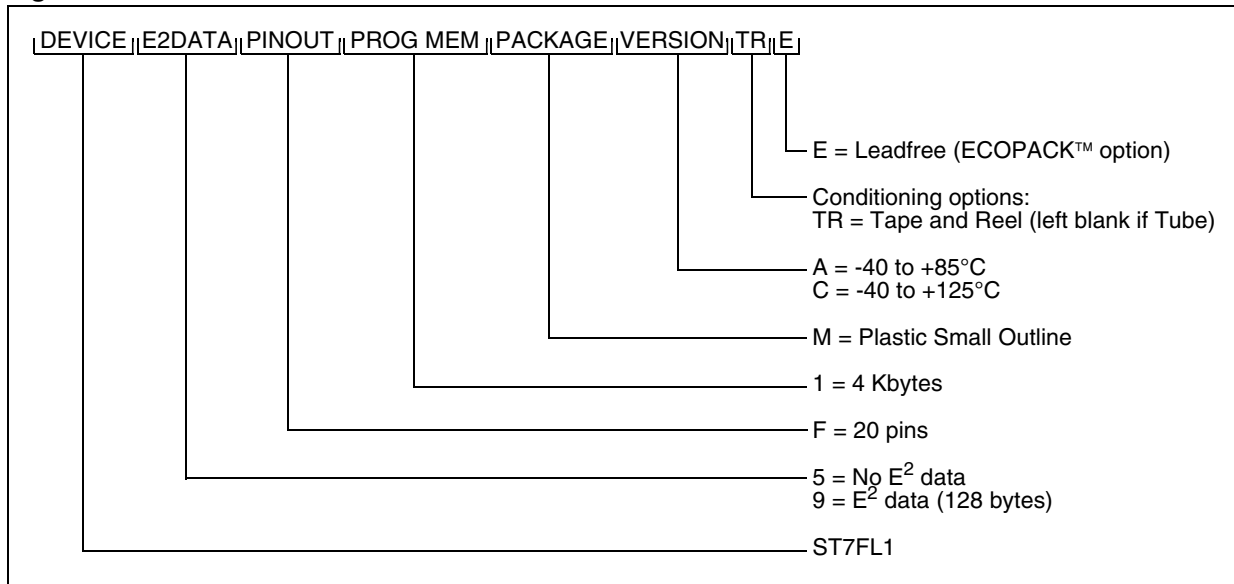 DEVICE E2DATA PINOUT PROG MEM PACKAGE VERSION TR E
E = Leadfree (ECOPACK™ option)
Conditioning options:
TR = Tape and Reel (left blank if Tube)
A = -40 to +85°C
C = -40 to +125°C
M = Plastic Small Outline
1 = 4 Kbytes
F = 20 pins
5 = No E² data
9 = E² data (128 bytes)
ST7FL1